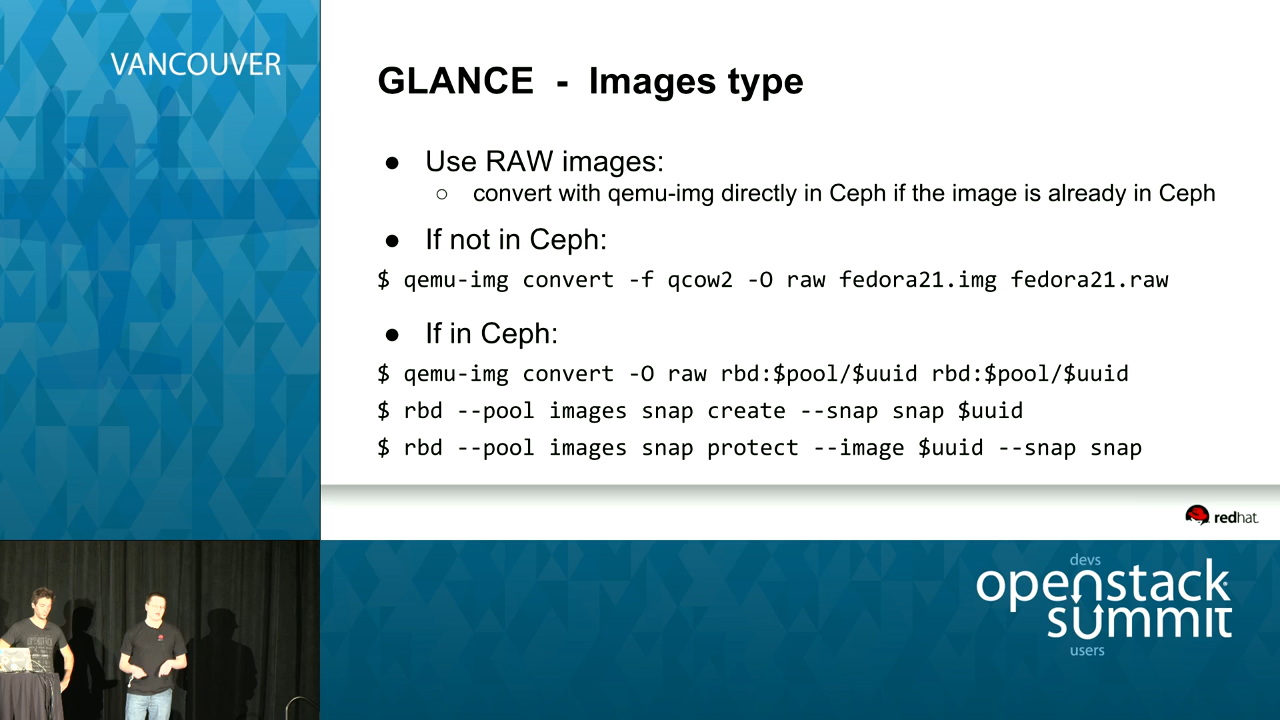 VANCOUVER
GLANCE - Images type
● Use RAW images:
○ convert with qemu-img directly in Ceph if the image is already in Ceph
● If not in Ceph:
$ qemu-img convert -f qcow2 -O raw fedora21.img fedora21.raw
● If in Ceph:
$ qemu-img convert -O raw rbd:$pool/$uuid rbd:$pool/$uuid
$ rbd --pool images snap create --snap snap $uuid
$ rbd --pool images snap protect --image $uuid --snap snap
redhat.
devs
openstack
summit
users